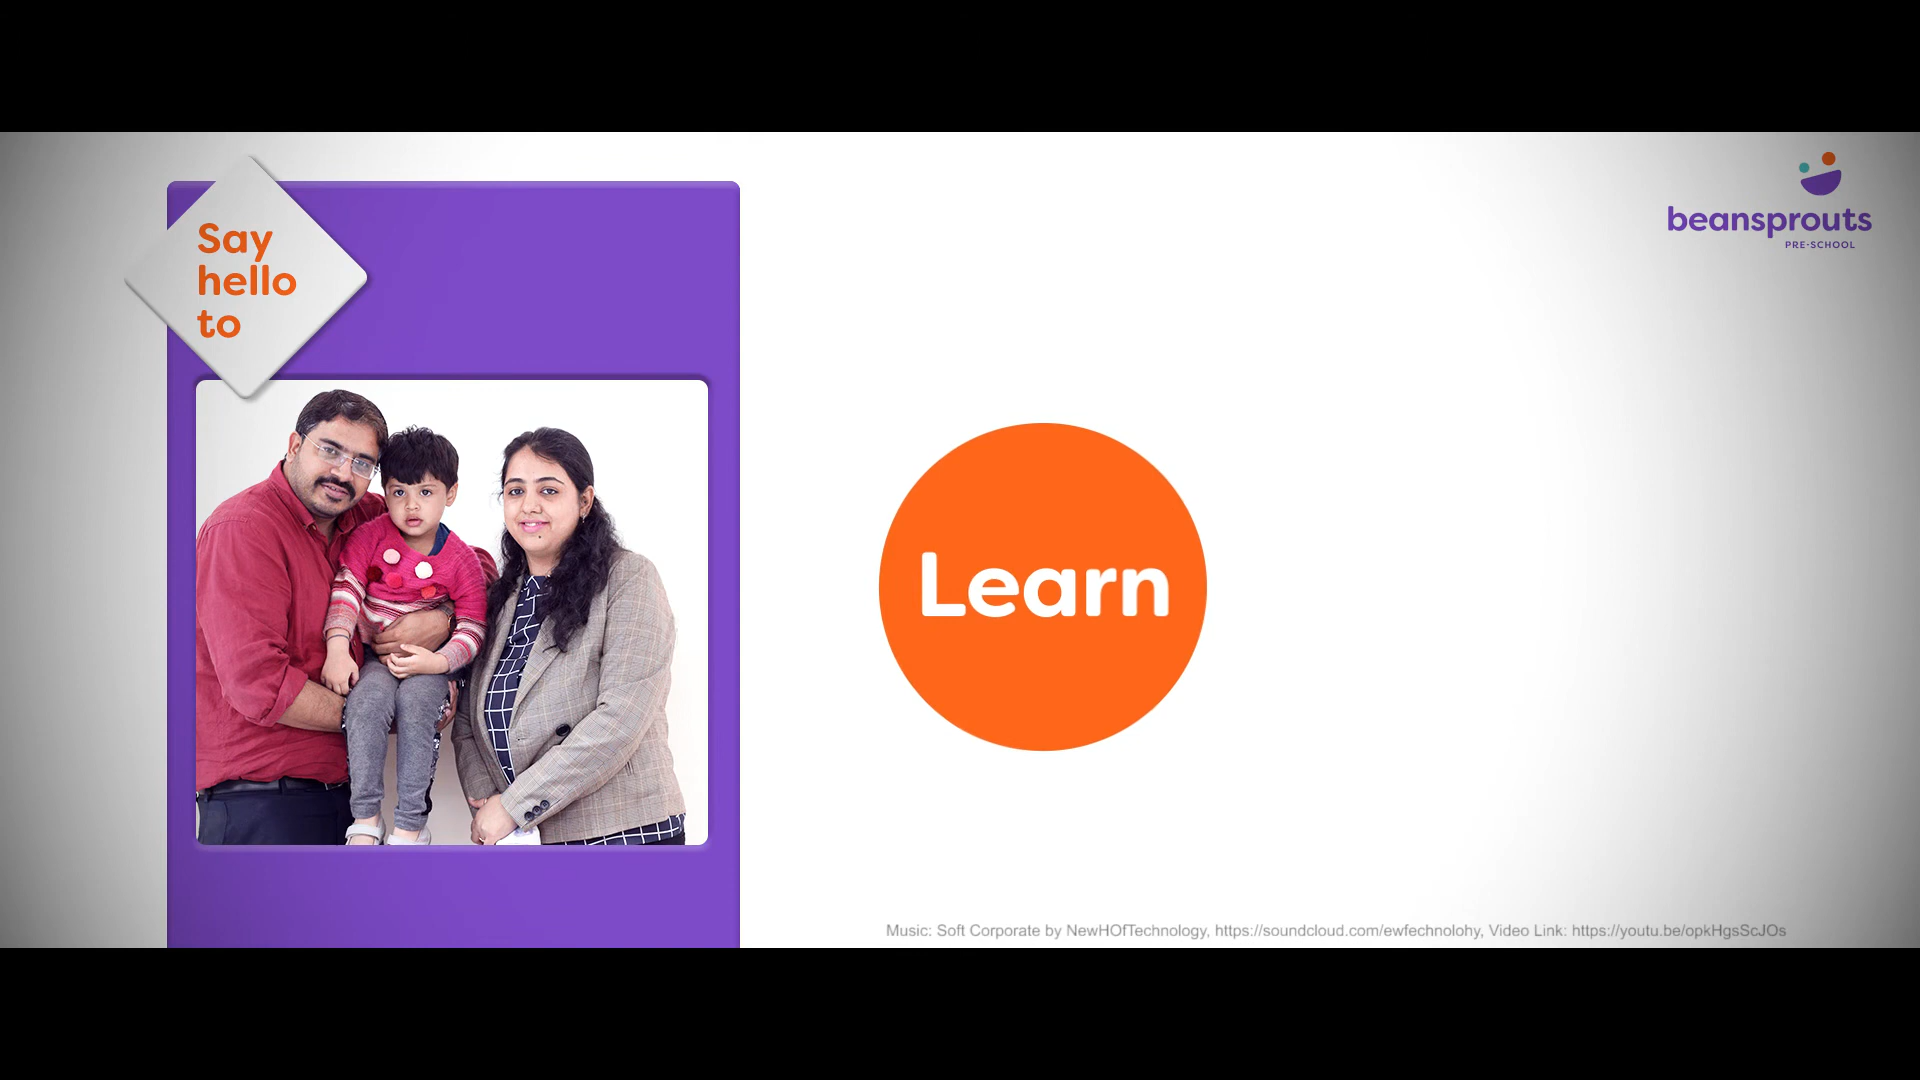 Say
hello
to
beansprouts
PRE-SCHOOL
Learn
Music: Soft Corporate by NewHOfTechnology, https://soundcloud.com/ewfechnolohy, Video Link: https://youtu.be/opkHgsScJOs